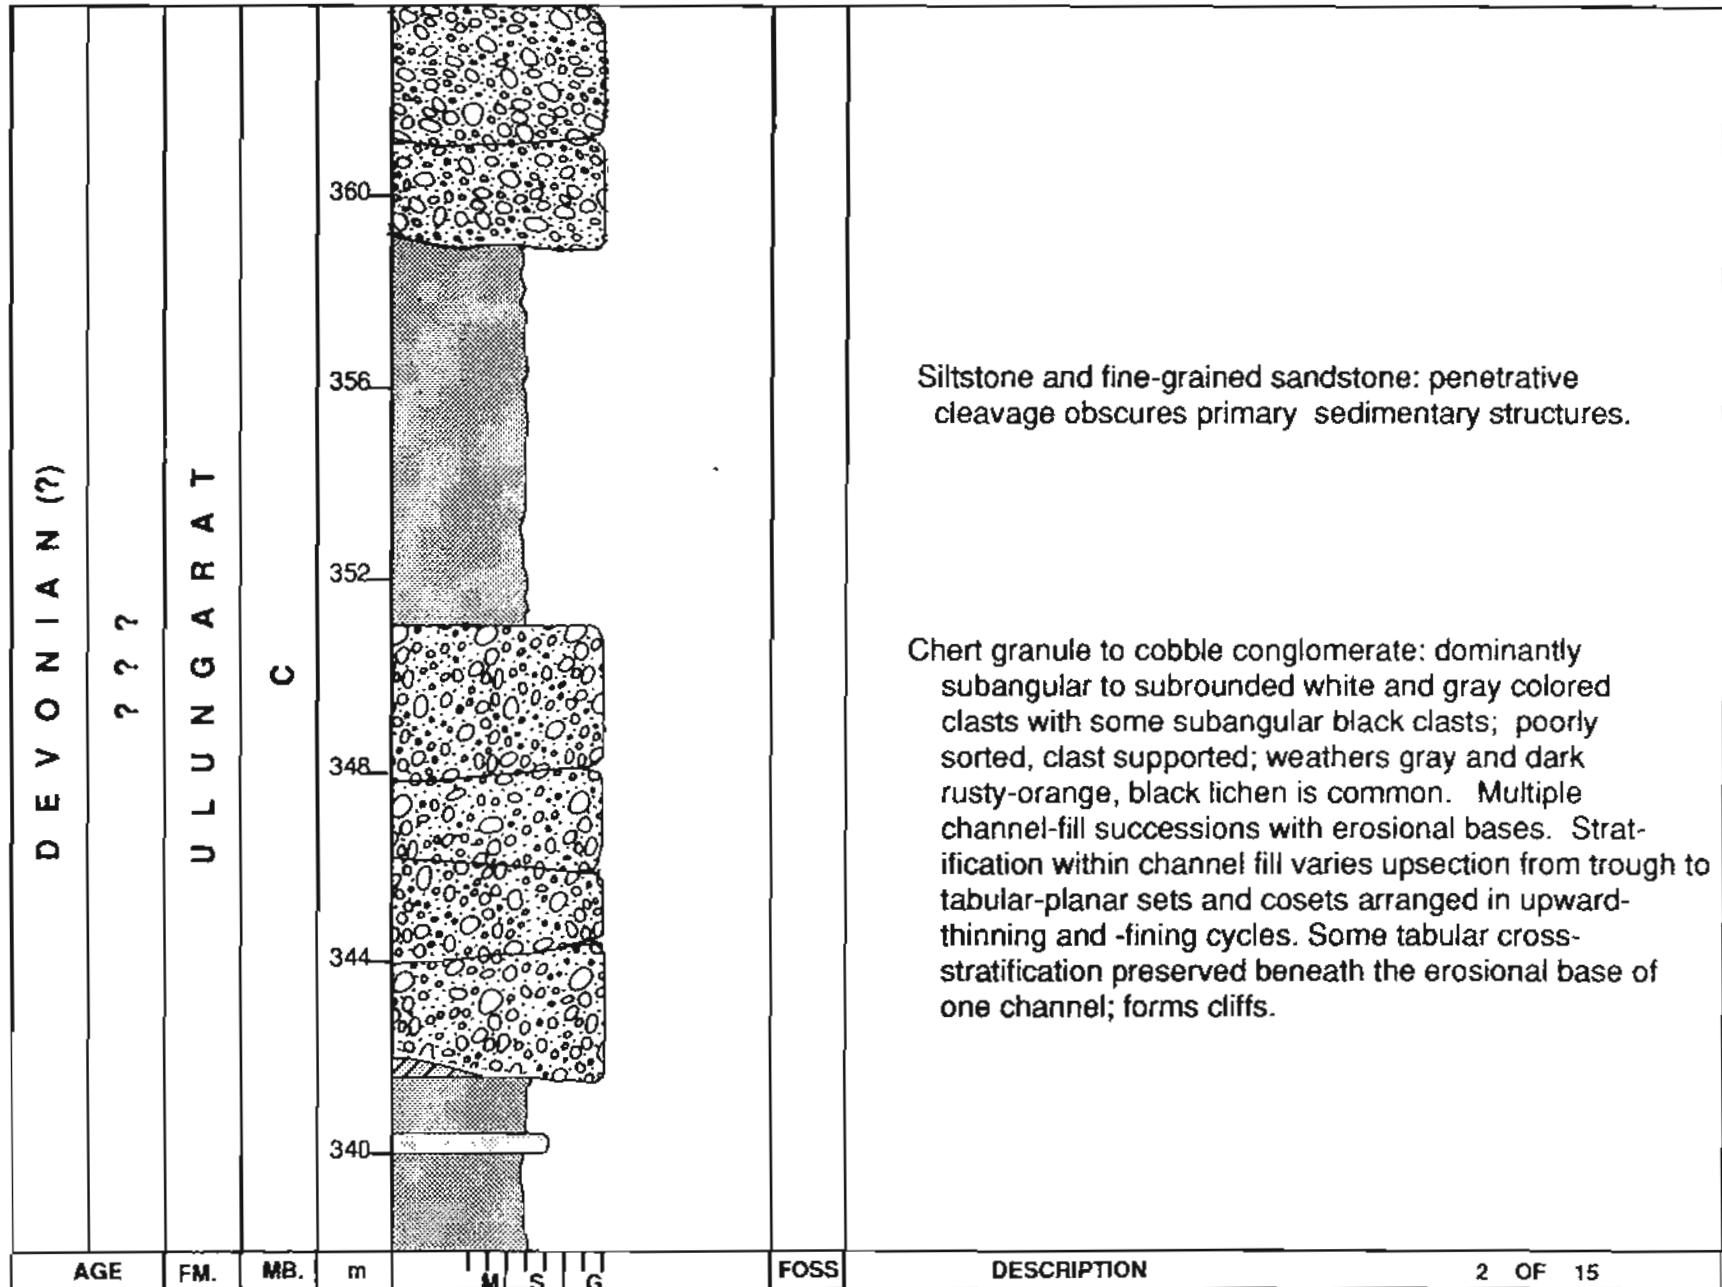 DEVONIAN (?)
? ? ?
ULUNGARAT
C
360
356
352
348
344
340
Siltstone and fine-grained sandstone: penetrative
cleavage obscures primary sedimentary structures.
Chert granule to cobble conglomerate: dominantly
subangular to subrounded white and gray colored
clasts with some subangular black clasts; poorly
sorted, clast supported; weathers gray and dark
rusty-orange, black lichen is common. Multiple
channel-fill successions with erosional bases. Strat-
ification within channel fill varies upsection from trough to
tabular-planar sets and cosets arranged in upward-
thinning and -fining cycles. Some tabular cross-
stratification preserved beneath the erosional base of
one channel; forms cliffs.
AGE FM. MB. m M S G FOSS DESCRIPTION 2 OF 15